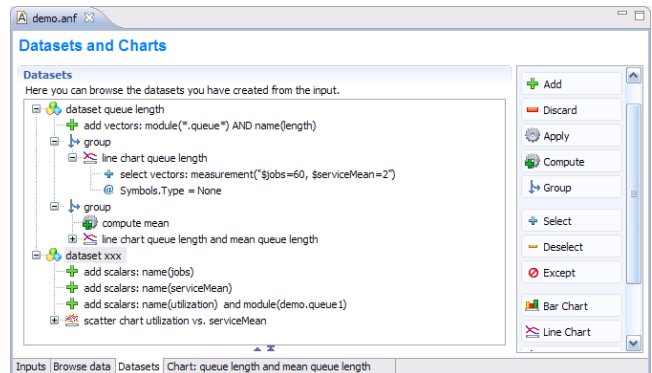 demo.anf
Datasets and Charts
Datasets
Here you can browse the datasets you have created from the input.
dataset queue length
add vectors: module(*.queue*) AND name(length)
group
line chart queue length
select vectors: measurement("$jobs=60, $serviceMean=2")
@ Symbols.Type = None
group
compute mean
line chart queue length and mean queue length
dataset xxx
add scalars: name(jobs)
add scalars: name(serviceMean)
add scalars: name(utilization) and module(demo.queue1)
scatter chart utilization vs. serviceMean
Add
Discard
Apply
Compute
Group
Select
Deselect
Except
Bar Chart
Line Chart
Inputs Browse data Datasets Chart: queue length and mean queue length